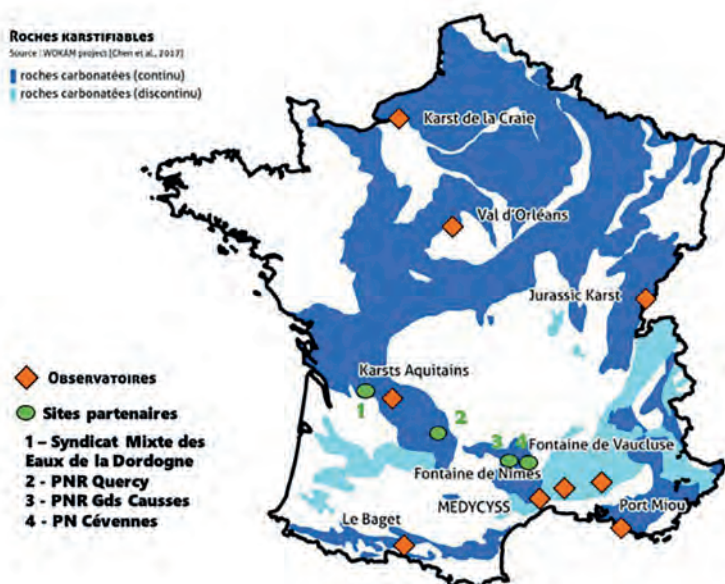 ROCHES KARSTIFIABLES
Source : WOKAM project [Chen et al., 2017]
roches carbonatées (continu)
roches carbonatées (discontinu)
Karst de la Craie
Val d'Orléans
Jurassic Karst
Karsts Aquitains
1
2
3
4
Fontaine de Vaucluse
Fontaine de Nîmes
MEDYCYSS
Port Miou
Le Baget
OBSERVATOIRES
Sites partenaires
1 – Syndicat Mixte des
Eaux de la Dordogne
2 - PNR Quercy
3 - PNR Gds Causses
4 - PN Cévennes